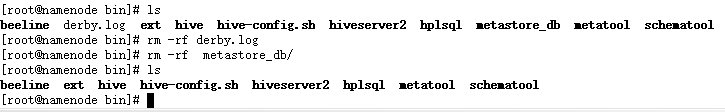 [root@namenode bin]# ls
beeline derby.log ext hive hive-config.sh hiveserver2 hplsql metastore_db metatool schematool
[root@namenode bin]# rm -rf derby.log
[root@namenode bin]# rm -rf  metastore_db/
[root@namenode bin]# ls
beeline ext hive hive-config.sh hiveserver2 hplsql metatool schematool
[root@namenode bin]#